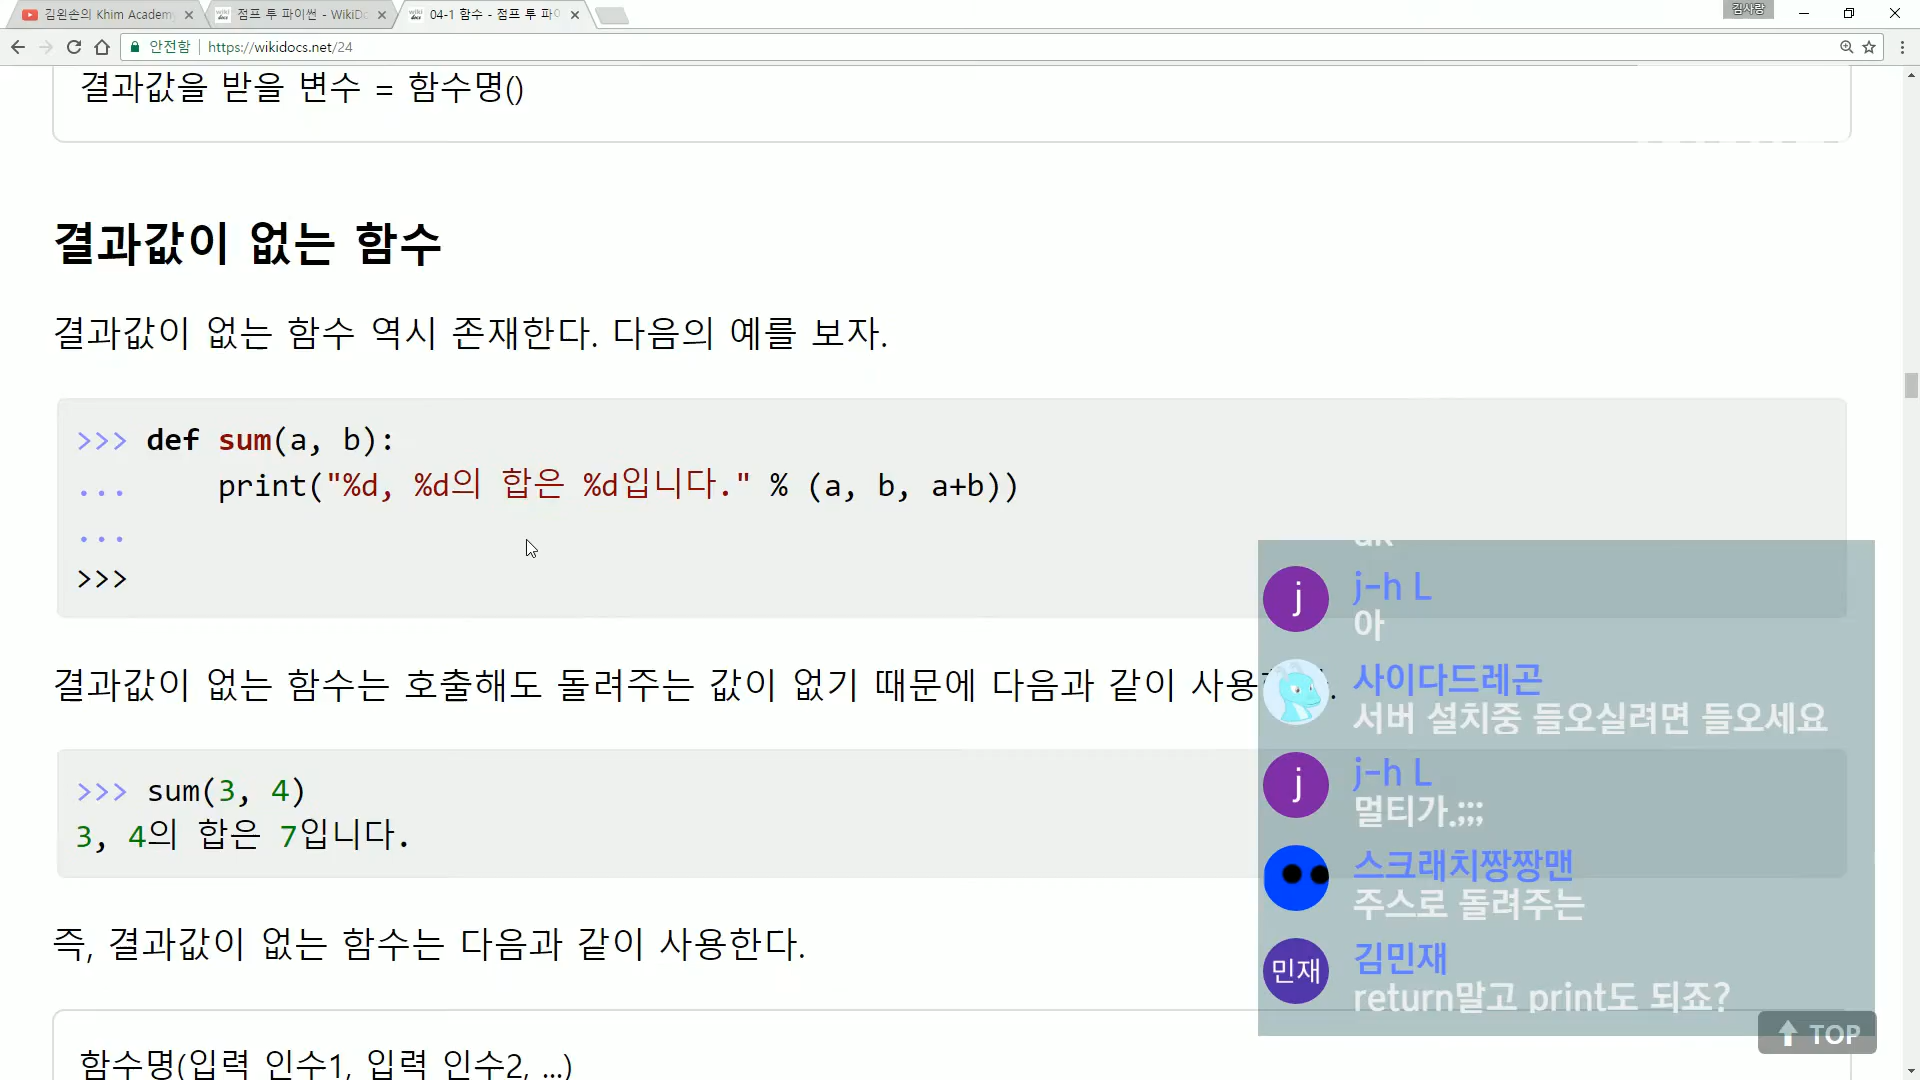 김왼손의 Khim Academy
점프 투 파이썬 - WikiDo
04-1 함수 - 점프 투 파이
김사랑
안전함
https://wikidocs.net/24
결과값을 받을 변수 = 함수명()
결과값이 없는 함수
결과값이 없는 함수 역시 존재한다. 다음의 예를 보자.
>>> def sum(a, b):
...     print("%d, %d의 합은 %d입니다." % (a, b, a+b))
...
>>>
결과값이 없는 함수는 호출해도 돌려주는 값이 없기 때문에 다음과 같이 사용
>>> sum(3, 4)
3, 4의 합은 7입니다.
즉, 결과값이 없는 함수는 다음과 같이 사용한다.
함수명(입력 인수1, 입력 인수2, ...)
j
j-h L
아
사이다드레곤
서버 설치중 들오실려면 들오세요
j
j-h L
멀티가.;;;
스크래치짱짱맨
주스로 돌려주는
민재
김민재
return말고 print도 되죠?
TOP